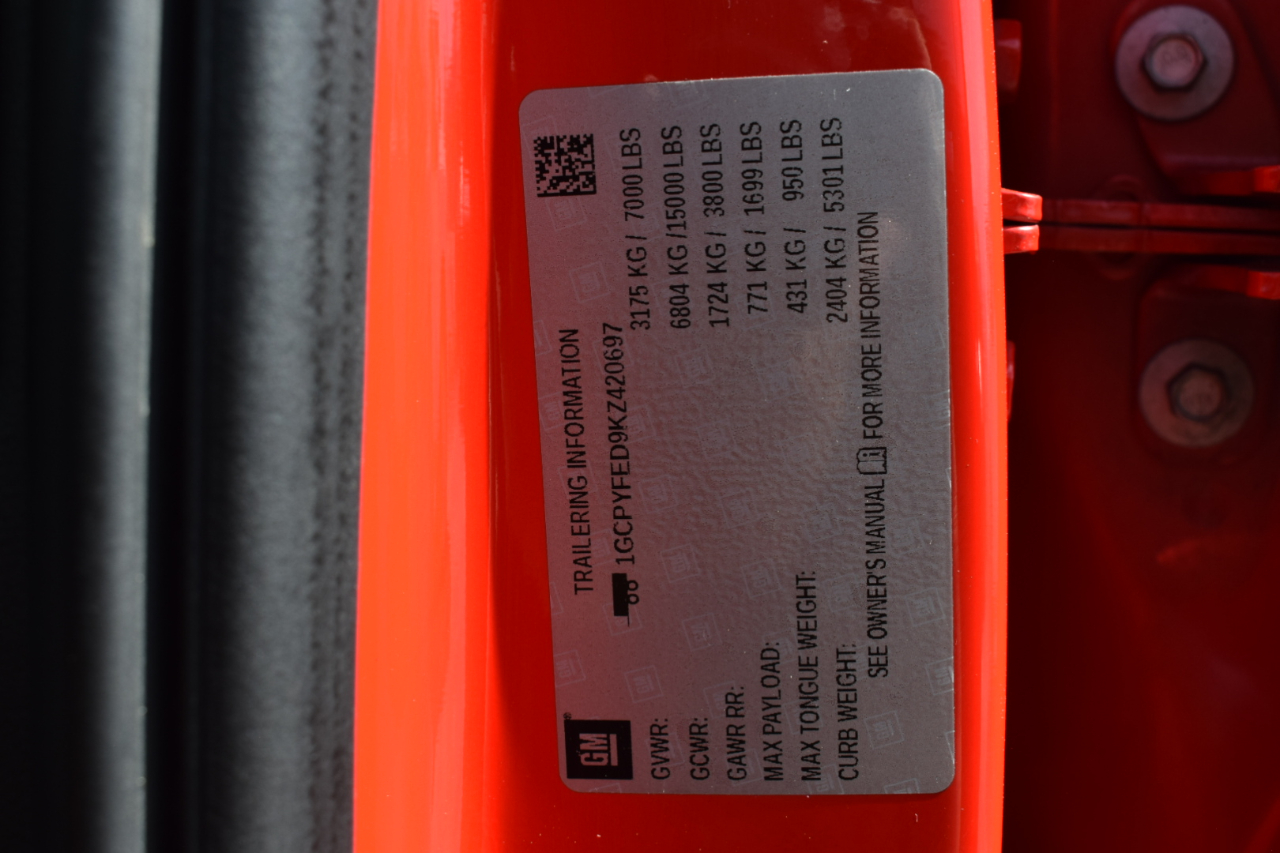 GM
TRAILERING INFORMATION
1GCPYFED9KZ420697
GVWR: 3175 KG / 7000 LBS
GCWR: 6804 KG /15000 LBS
GAWR RR: 1724 KG / 3800 LBS
MAX PAYLOAD: 771 KG / 1699 LBS
MAX TONGUE WEIGHT: 431 KG / 950 LBS
CURB WEIGHT: 2404 KG / 5301 LBS
SEE OWNER'S MANUAL FOR MORE INFORMATION